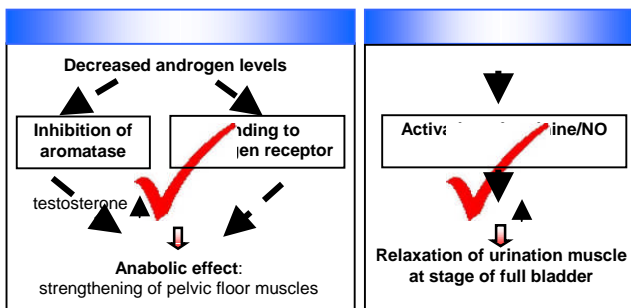 Decreased androgen levels
Inhibition of
aromatase
nding to
gen receptor
testosterone
Anabolic effect:
strengthening of pelvic floor muscles
Activa ine/NO
Relaxation of urination muscle
at stage of full bladder